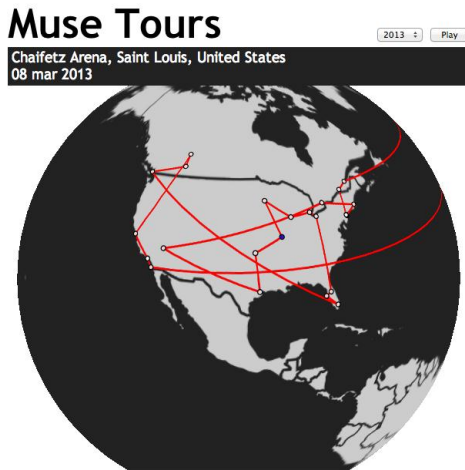 Muse Tours
2013 Play
Chaifetz Arena, Saint Louis, United States
08 mar 2013